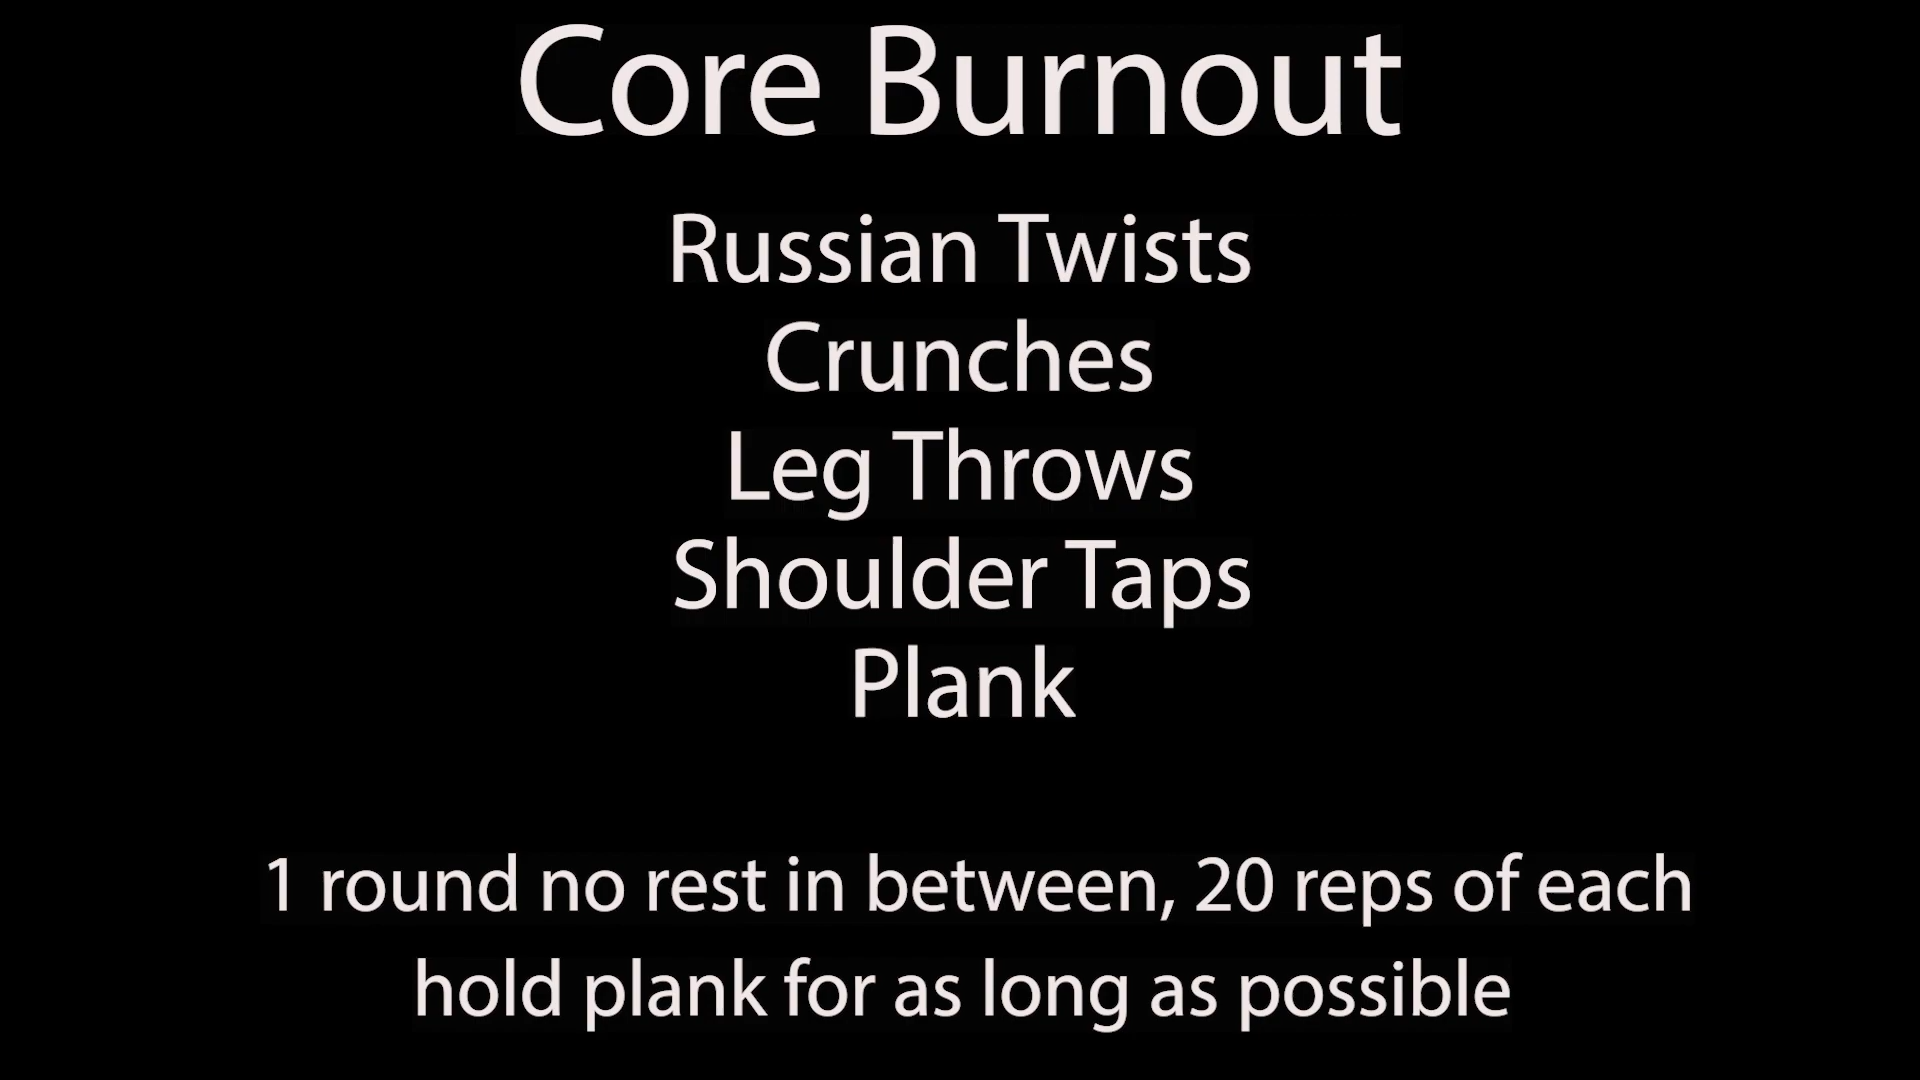 Core Burnout
Russian Twists
Crunches
Leg Throws
Shoulder Taps
Plank
1 round no rest in between, 20 reps of each
hold plank for as long as possible